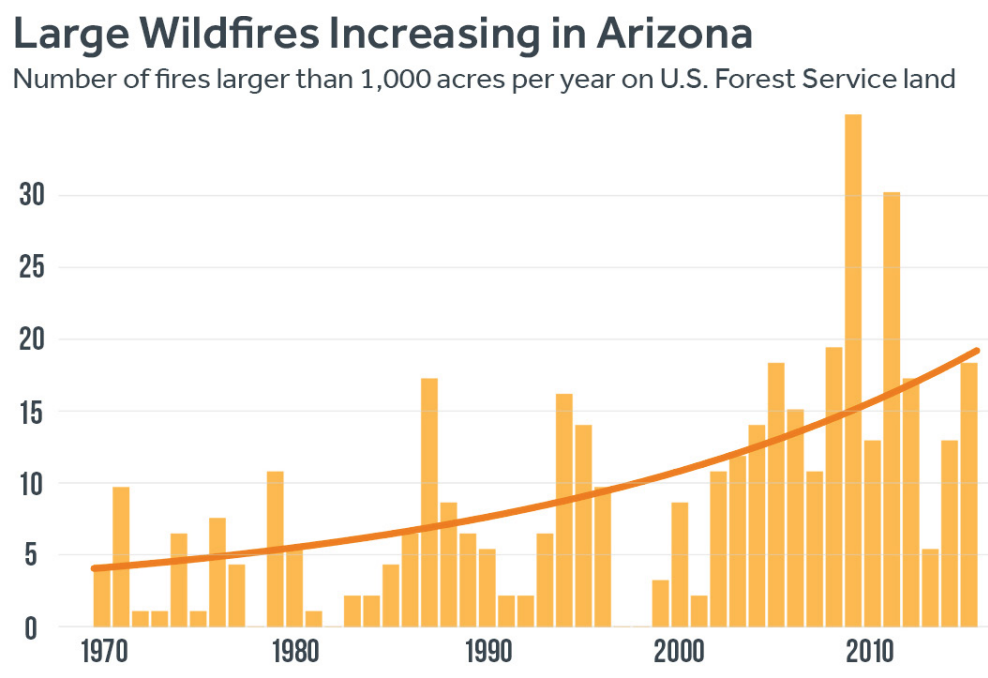 Large Wildfires Increasing in Arizona
Number of fires larger than 1,000 acres per year on U.S. Forest Service land
30
25
20
15
10
5
0
1970 1980 1990 2000 2010